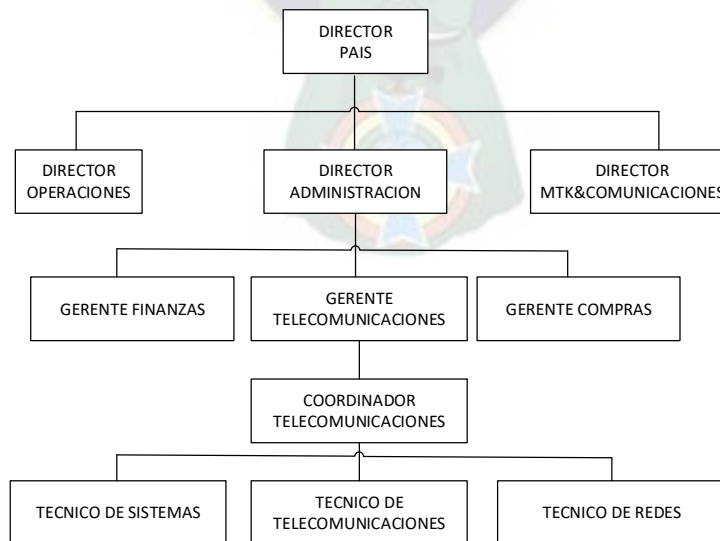 DIRECTOR
PAIS
DIRECTOR
OPERACIONES
DIRECTOR
ADMINISTRACION
DIRECTOR
MTK&COMUNICACIONES
GERENTE FINANZAS
GERENTE
TELECOMUNICACIONES
GERENTE COMPRAS
COORDINADOR
TELECOMUNICACIONES
TECNICO DE SISTEMAS
TECNICO DE
TELECOMUNICACIONES
TECNICO DE REDES